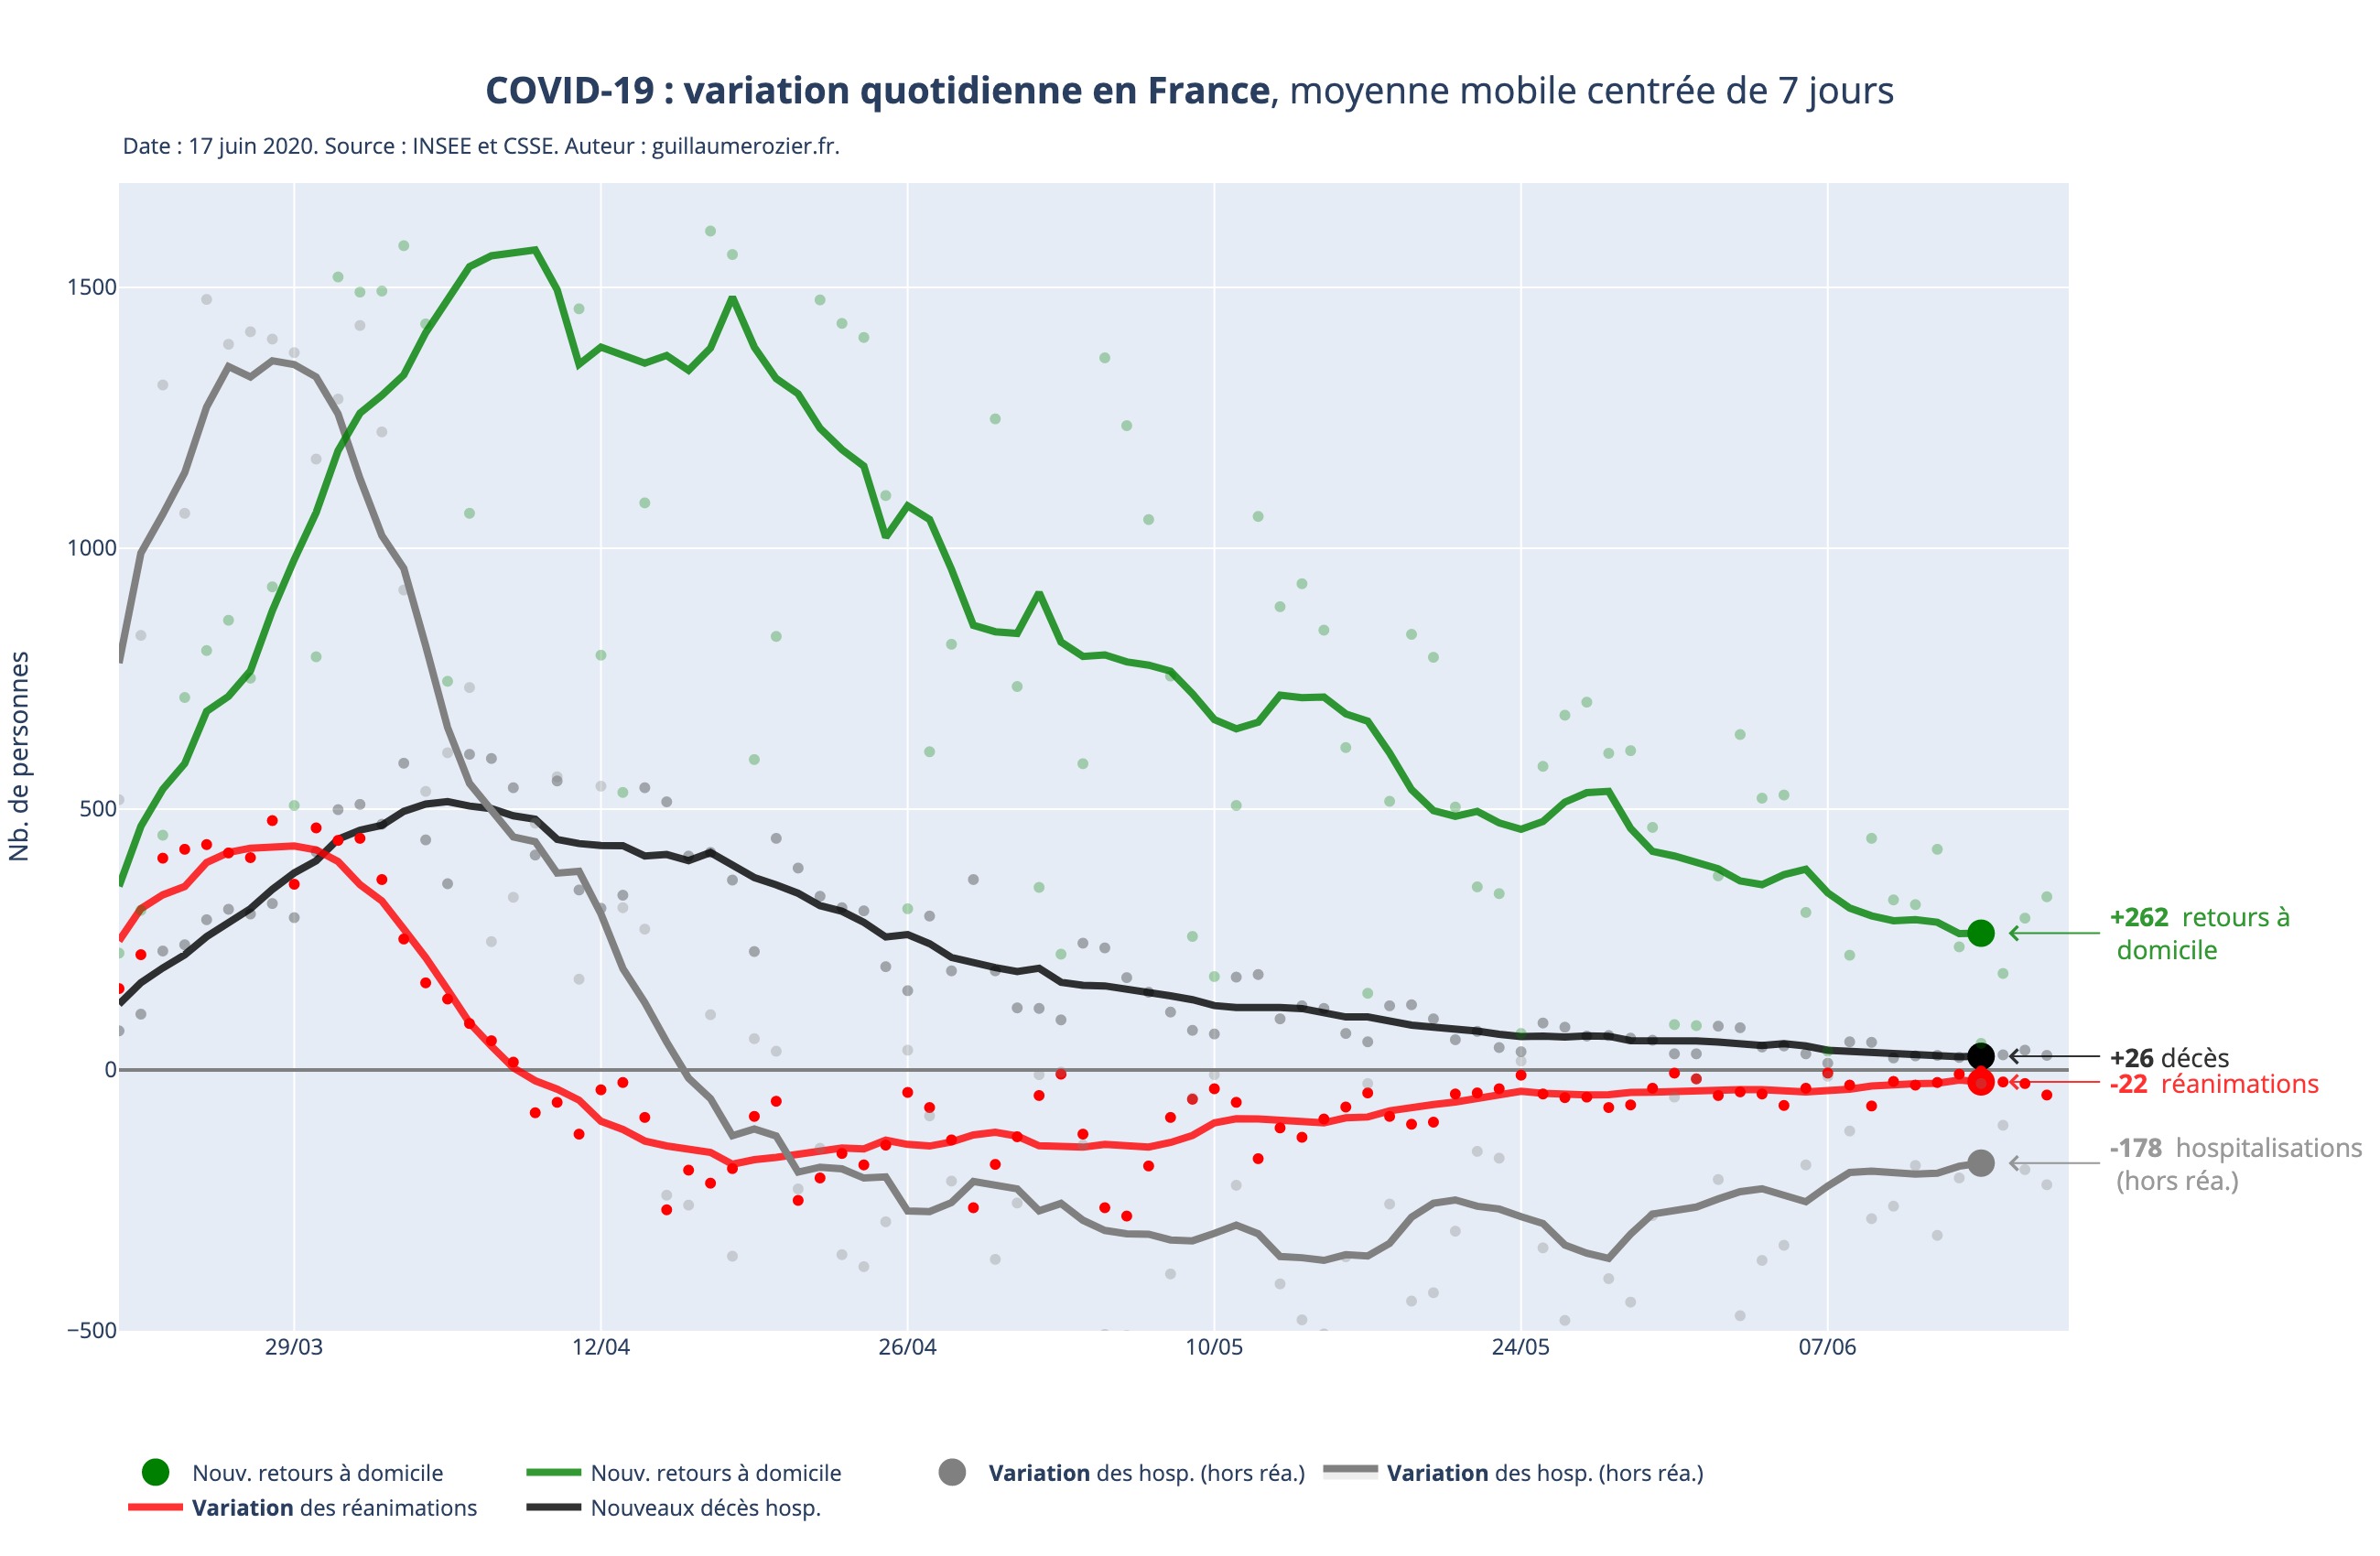 COVID-19 : variation quotidienne en France, moyenne mobile centrée de 7 jours
Date : 17 juin 2020. Source : INSEE et CSSE. Auteur : guillaumerozier.fr.
Nb. de personnes
1500
1000
500
0
−500
29/03
12/04
26/04
10/05
24/05
07/06
+262 retours à
domicile
+26 décès
-22 réanimations
-178 hospitalisations
(hors réa.)
Nouv. retours à domicile
Nouv. retours à domicile
Variation des hosp. (hors réa.)
Variation des hosp. (hors réa.)
Variation des réanimations
Nouveaux décès hosp.